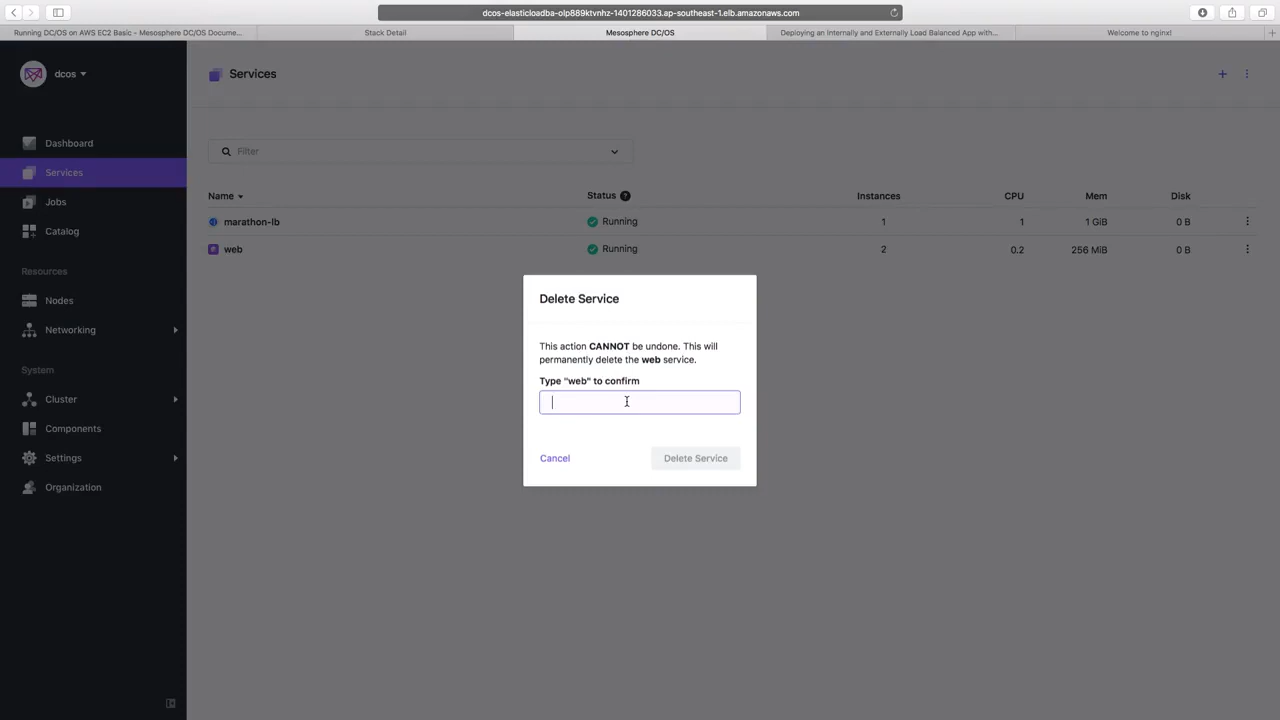 dcos-elasticloadba-olp889ktvnhz-1401286033.ap-southeast-1.elb.amazonaws.com
Running DC/OS on AWS EC2 Basic - Mesosphere DC/OS Docume...
Stack Detail
Mesosphere DC/OS
Deploying an Internally and Externally Load Balanced App with...
Welcome to nginx!
dcos
Services
Dashboard
Services
Jobs
Catalog
Resources
Nodes
Networking
System
Cluster
Components
Settings
Organization
Filter
Name Status Instances CPU Mem Disk
marathon-lb Running 1 1 1 GiB 0 B
web Running 2 0.2 256 MiB 0 B
Delete Service
This action CANNOT be undone. This will
permanently delete the web service.
Type "web" to confirm
Cancel Delete Service